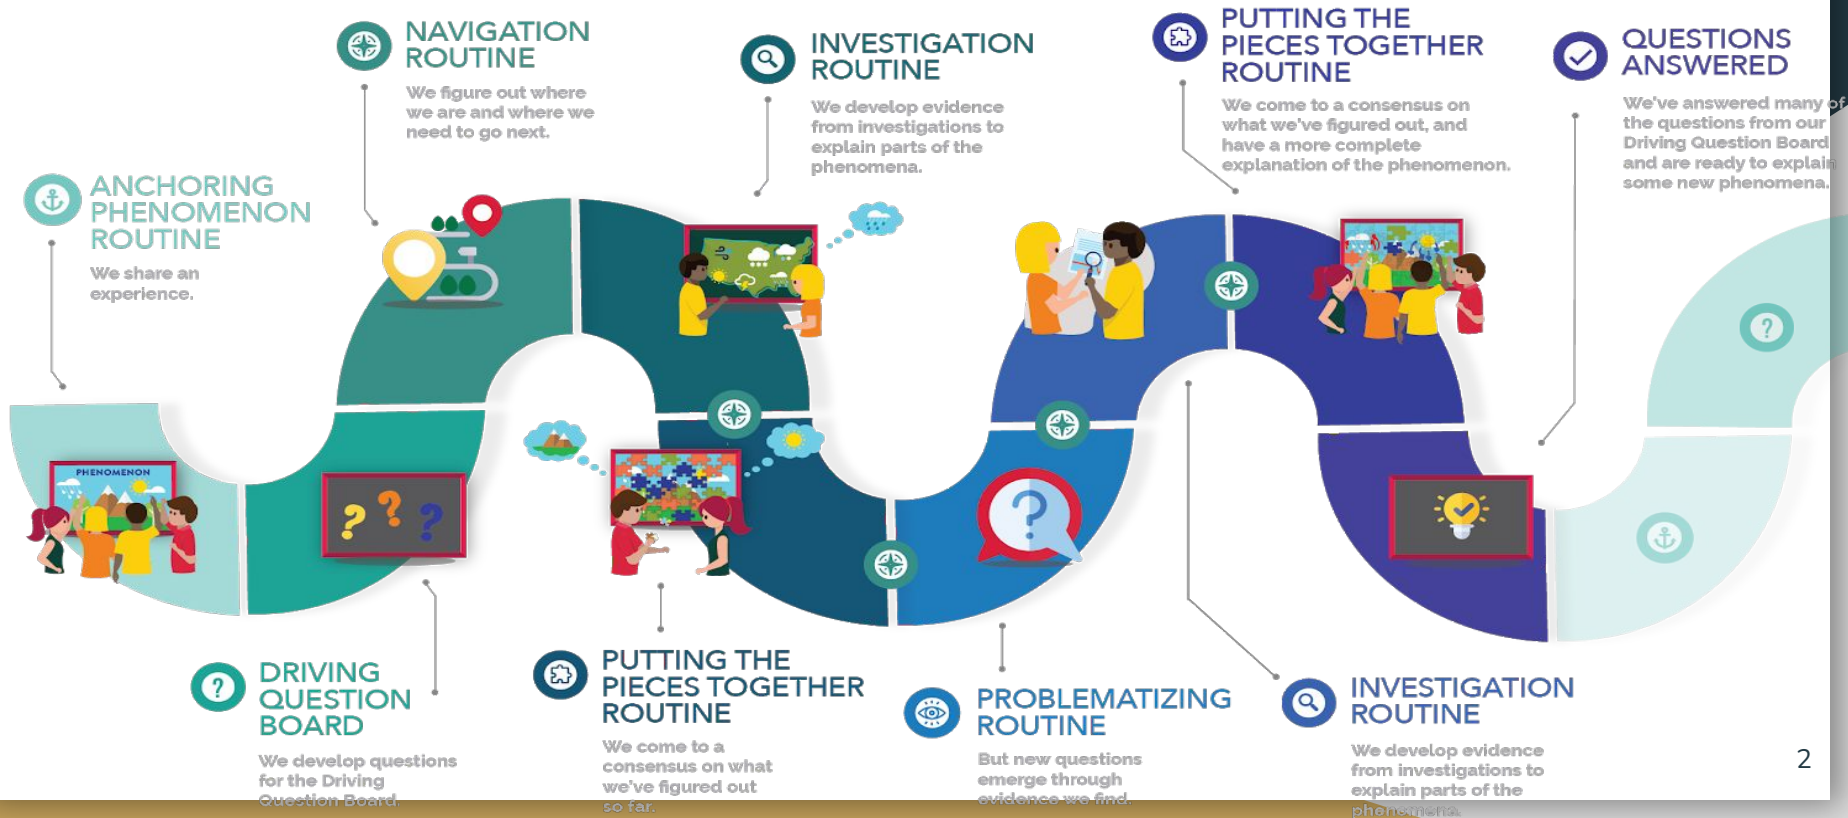 ANCHORING
PHENOMENON
ROUTINE
We share an
experience.
NAVIGATION
ROUTINE
We figure out where
we are and where we
need to go next.
INVESTIGATION
ROUTINE
We develop evidence
from investigations to
explain parts of the
phenomena.
PUTTING THE
PIECES TOGETHER
ROUTINE
We come to a consensus on
what we've figured out, and
have a more complete
explanation of the phenomenon.
QUESTIONS
ANSWERED
We've answered many of
the questions from our
Driving Question Board
and are ready to explain
some new phenomena.
PHENOMENON
? ? ?
?
?
DRIVING
QUESTION
BOARD
?
We develop questions
for the Driving
Question Board.
PUTTING THE
PIECES TOGETHER
ROUTINE
We come to a
consensus on what
we've figured out
so far.
PROBLEMATIZING
ROUTINE
But new questions
emerge through
evidence we find.
INVESTIGATION
ROUTINE
We develop evidence
from investigations to
explain parts of the
phenomena.
2